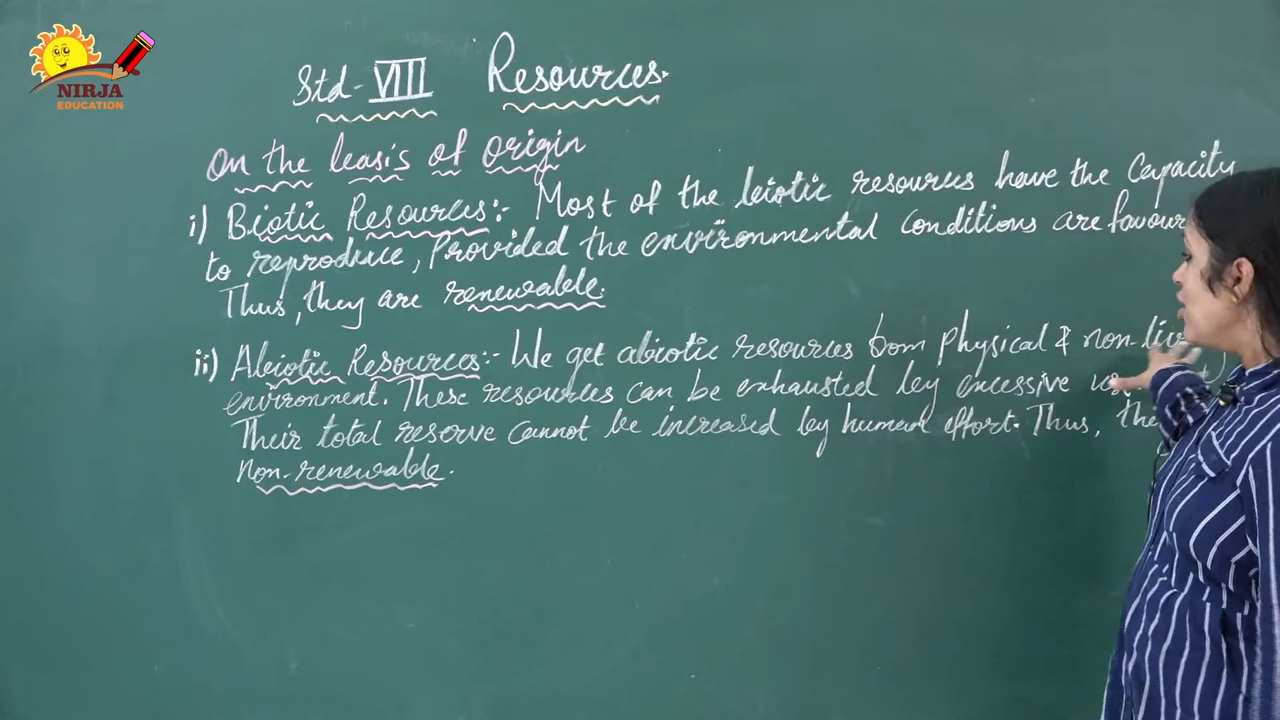 NIRJA
EDUCATION
Std- VIII Resources.
On the basis of origin
i) Biotic Resources:- Most of the biotic resources have the Capacity
to reproduce, Provided the environmental conditions are favour
Thus, they are renewable.
ii) Abiotic Resources:- We get abiotic resources from physical & non-liv
environment. These resources can be exhausted by excessive us
Their total reserve cannot be increased by human effort. Thus, the
Non-renewable.